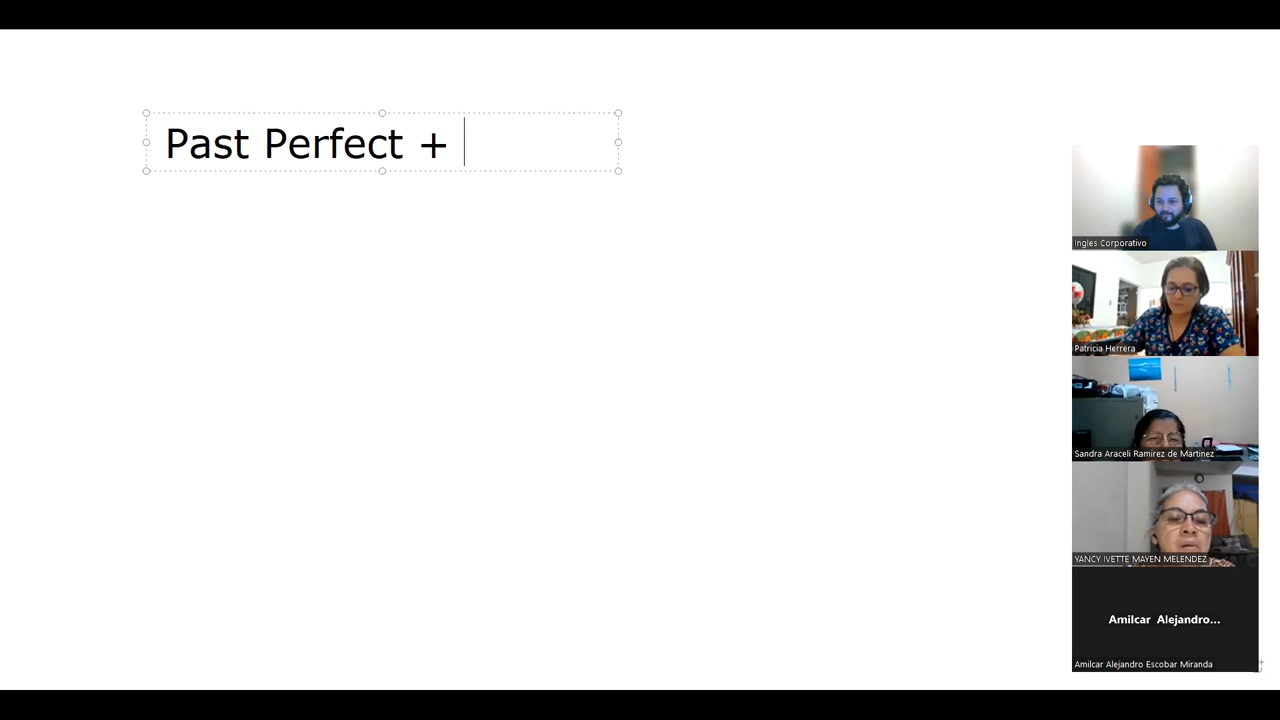 Past Perfect +
Ingles Corporativo
Patricia Herrera
Sandra Araceli Ramirez de Martinez
YANCY IVETTE MAYEN MELENDEZ
Amilcar Alejandro...
Amilcar Alejandro Escobar Miranda